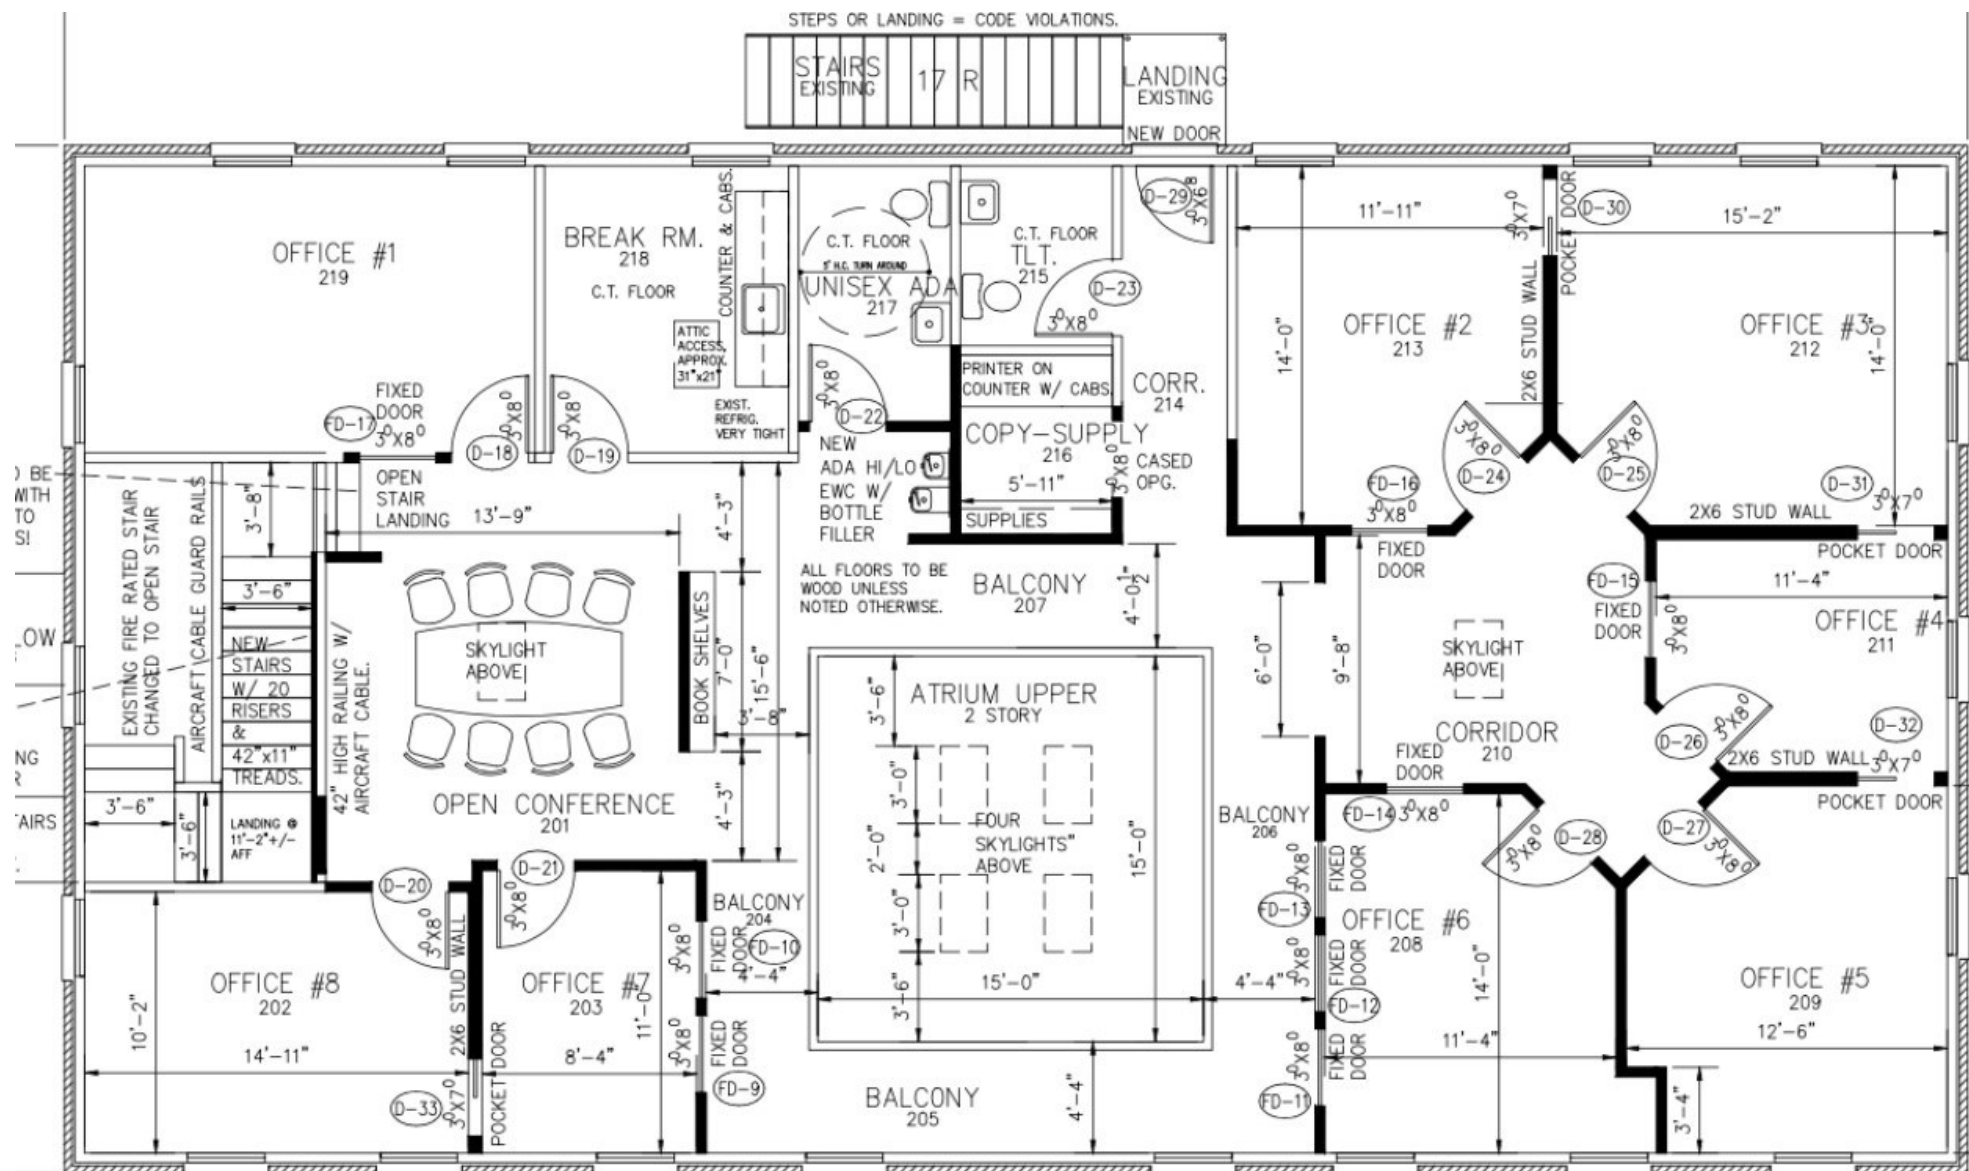 STEPS OR LANDING = CODE VIOLATIONS.
STAIRS
EXISTING
17 R
LANDING
EXISTING
NEW DOOR
OFFICE #1
219
BREAK RM.
218
C.T. FLOOR
COUNTER & CABS.
ATTIC
ACCESS,
APPROX.
31"x21"
EXIST.
REFRIG.
VERY TIGHT
C.T. FLOOR
5' H.C. TURN AROUND
UNISEX ADA
217
C.T. FLOOR
TLT.
215
D-23
3⁰X8⁰
D-29
3⁰X6⁸
11'-11"
14'-0"
OFFICE #2
213
3⁰X7⁰
POCKET DOOR
D-30
2X6 STUD WALL
15'-2"
OFFICE #3
212
14'-0"
FIXED
DOOR
FD-17
3⁰X8⁰
3⁰X8⁰
D-18
3⁰X8⁰
D-19
3⁰X8⁰
D-22
PRINTER ON
COUNTER W/ CABS.
COPY-SUPPLY
216
5'-11"
SUPPLIES
CORR.
214
3⁰X8⁰
CASED
OPG.
NEW
ADA HI/LO
EWC W/
BOTTLE
FILLER
3⁰X8⁰
D-24
3⁰X8⁰
D-25
FD-16
3⁰X8⁰
FIXED
DOOR
D-31
3⁰X7⁰
2X6 STUD WALL
POCKET DOOR
BE
WITH
TO
S!
LOW
NG
R
AIRS
EXISTING FIRE RATED STAIR
CHANGED TO OPEN STAIR
AIRCRAFT CABLE GUARD RAILS
3'-8"
OPEN
STAIR
LANDING
13'-9"
4'-3"
3'-6"
NEW
STAIRS
W/ 20
RISERS
&
42"x11"
TREADS.
42" HIGH RAILING W/
AIRCRAFT CABLE.
SKYLIGHT
ABOVE
BOOK SHELVES
7'-0"
15'-6"
3'-8"
4'-3"
OPEN CONFERENCE
201
3'-6"
3'-6"
LANDING @
11'-2"+/-
AFF
ALL FLOORS TO BE
WOOD UNLESS
NOTED OTHERWISE.
BALCONY
207
4'-0½"
ATRIUM UPPER
2 STORY
3'-6"
3'-0"
2'-0"
3'-0"
3'-6"
FOUR
SKYLIGHTS"
ABOVE
15'-0"
15'-0"
6'-0"
9'-8"
SKYLIGHT
ABOVE
CORRIDOR
210
FIXED
DOOR
FD-14
3⁰X8⁰
FD-15
FIXED
DOOR
3⁰X8⁰
11'-4"
OFFICE #4
211
D-26
3⁰X8⁰
D-32
2X6 STUD WALL
3⁰X7⁰
POCKET DOOR
BALCONY
206
D-28
3⁰X8⁰
D-27
3⁰X8⁰
D-20
3⁰X8⁰
D-21
3⁰X8⁰
BALCONY
204
FD-10
3⁰X8⁰
FIXED
DOOR
4'-4"
OFFICE #8
202
10'-2"
14'-11"
2X6 STUD WALL
D-33
3⁰X7⁰
POCKET DOOR
OFFICE #7
203
11'-0"
8'-4"
3⁰X8⁰
FIXED
DOOR
FD-9
BALCONY
205
4'-4"
4'-4"
3⁰X8⁰
FIXED
DOOR
FD-13
3⁰X8⁰
FIXED
DOOR
FD-12
3⁰X8⁰
FIXED
DOOR
FD-11
OFFICE #6
208
14'-0"
11'-4"
OFFICE #5
209
12'-6"
3'-4"